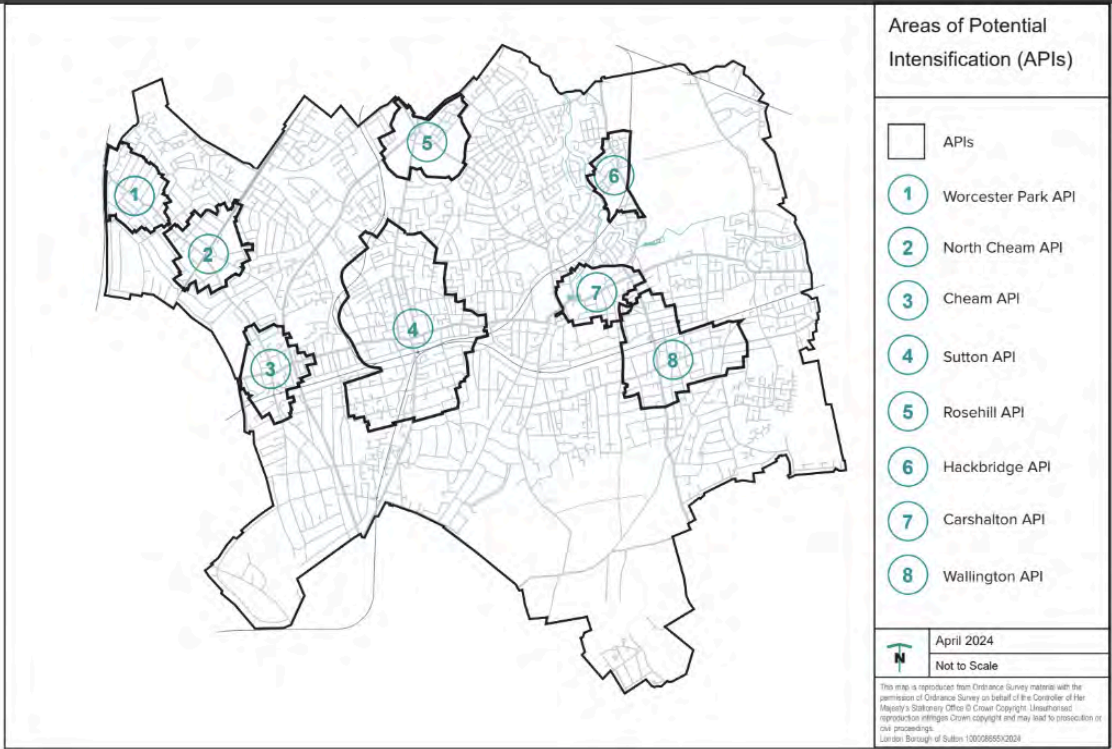 Areas of Potential
Intensification (APIs)
APIs
1 Worcester Park API
2 North Cheam API
3 Cheam API
4 Sutton API
5 Rosehill API
6 Hackbridge API
7 Carshalton API
8 Wallington API
1
2
3
4
5
6
7
8
N
April 2024
Not to Scale
This map is reproduced from Ordnance Survey material with the
permission of Ordnance Survey on behalf of the Controller of Her
Majesty's Stationery Office © Crown Copyright. Unauthorised
reproduction infringes Crown copyright and may lead to prosecution or
civil proceedings.
London Borough of Sutton